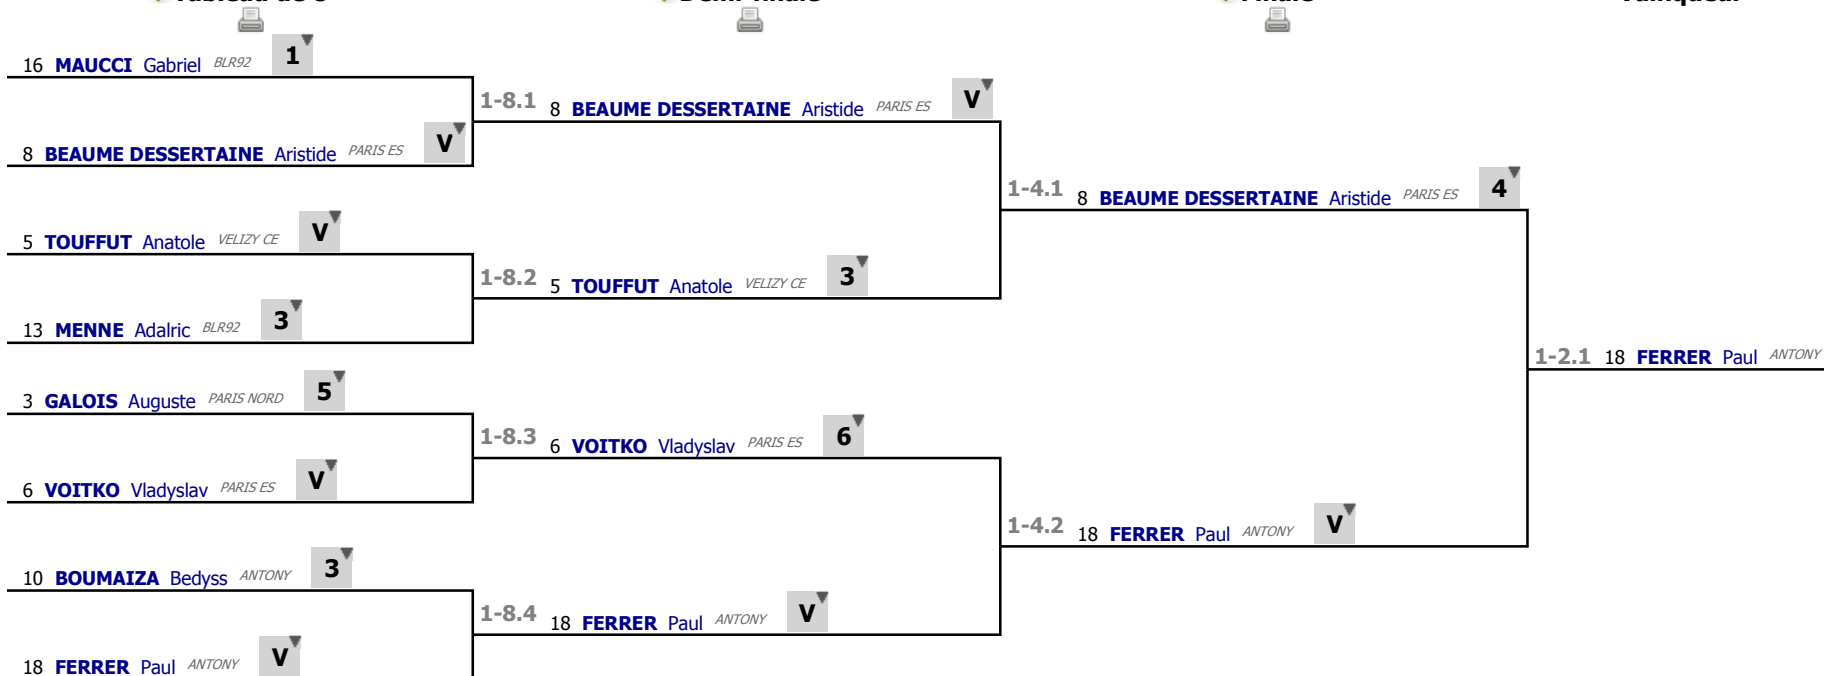 16 MAUCCI Gabriel BLR92 1
8 BEAUME DESSERTAINE Aristide PARIS ES V
5 TOUFFUT Anatole VELIZY CE V
13 MENNE Adalric BLR92 3
3 GALOIS Auguste PARIS NORD 5
6 VOITKO Vladyslav PARIS ES V
10 BOUMAIZA Bedyss ANTONY 3
18 FERRER Paul ANTONY V
1-8.1 8 BEAUME DESSERTAINE Aristide PARIS ES V
1-8.2 5 TOUFFUT Anatole VELIZY CE 3
1-8.3 6 VOITKO Vladyslav PARIS ES 6
1-8.4 18 FERRER Paul ANTONY V
1-4.1 8 BEAUME DESSERTAINE Aristide PARIS ES 4
1-4.2 18 FERRER Paul ANTONY V
1-2.1 18 FERRER Paul ANTONY